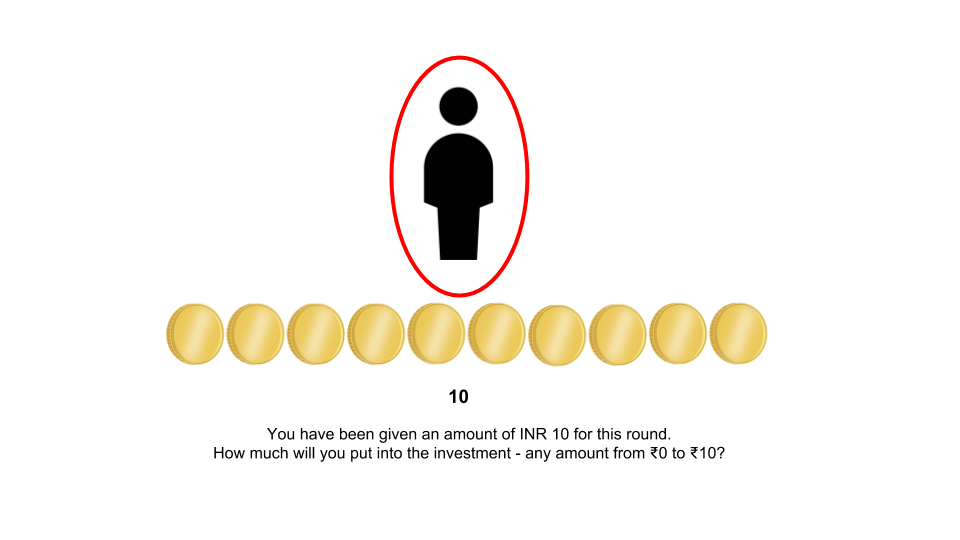 10
You have been given an amount of INR 10 for this round.
How much will you put into the investment - any amount from ₹0 to ₹10?